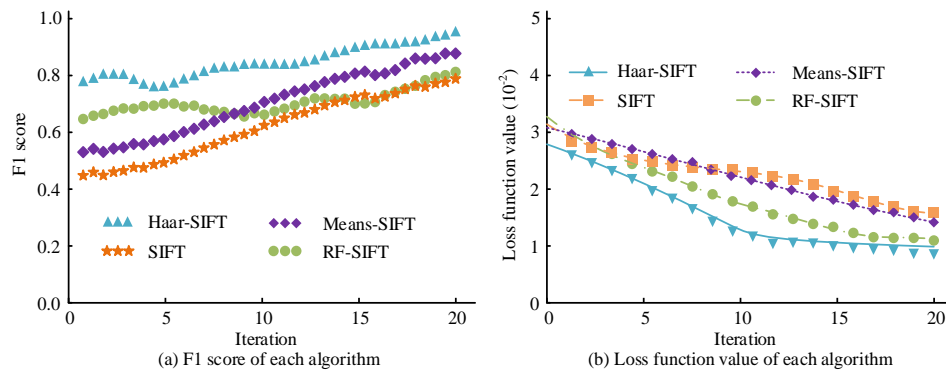 1.0
0.8
0.6
0.4
0.2
0.0
F1 score
Haar-SIFT
Means-SIFT
SIFT
RF-SIFT
0
5
10
15
20
Iteration
(a) F1 score of each algorithm
5
4
3
2
1
0
Loss function value (10⁻²)
Haar-SIFT
Means-SIFT
SIFT
RF-SIFT
0
5
10
15
20
Iteration
(b) Loss function value of each algorithm